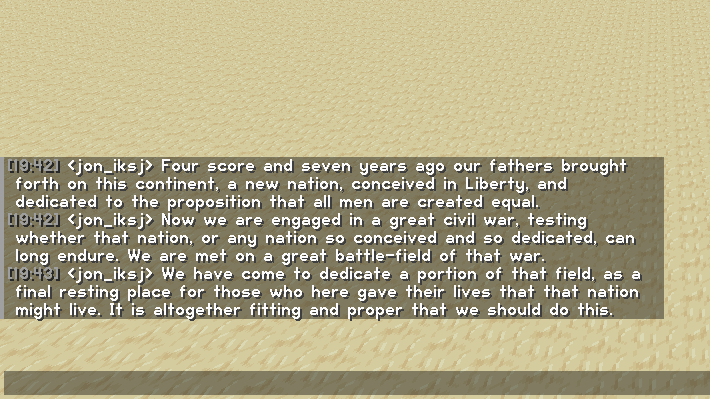 [19:42] <jon_iksj> Four score and seven years ago our fathers brought
forth on this continent, a new nation, conceived in Liberty, and
dedicated to the proposition that all men are created equal.
[19:42] <jon_iksj> Now we are engaged in a great civil war, testing
whether that nation, or any nation so conceived and so dedicated, can
long endure. We are met on a great battle-field of that war.
[19:43] <jon_iksj> We have come to dedicate a portion of that field, as a
final resting place for those who here gave their lives that that nation
might live. It is altogether fitting and proper that we should do this.